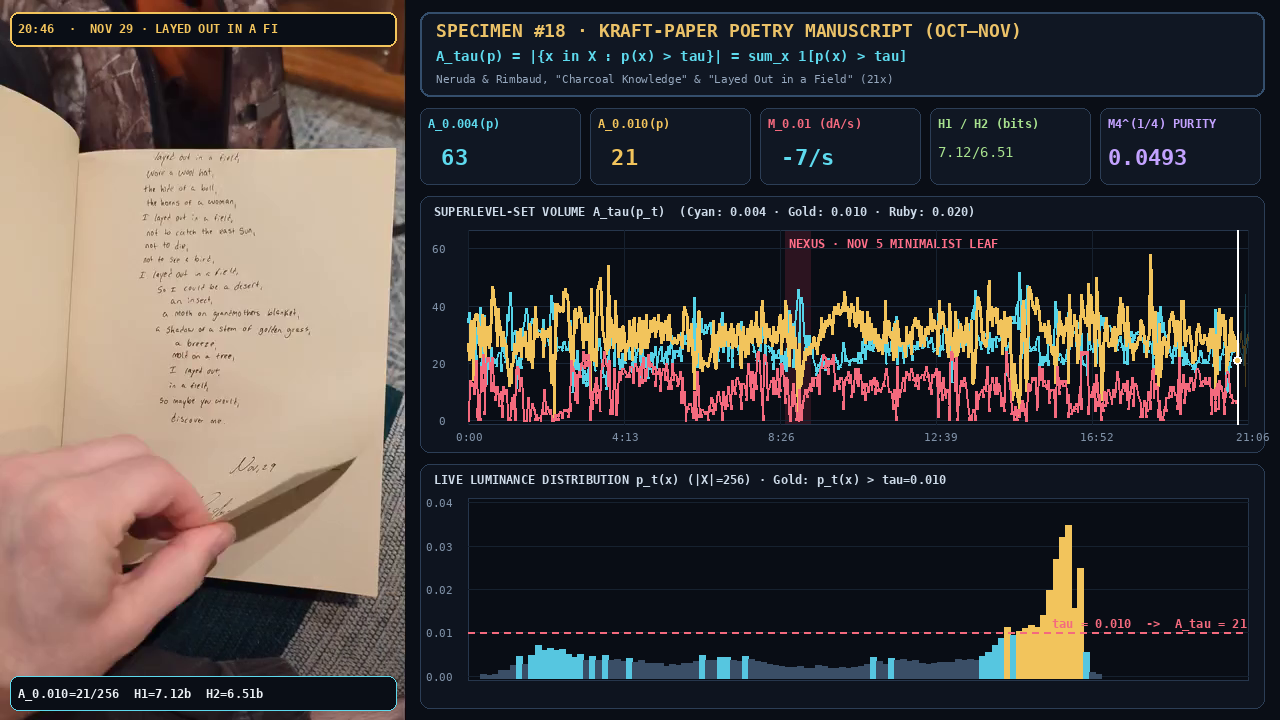 20:46 · NOV 29 · LAYED OUT IN A FI
layed out in a field,
wore a wool hat,
the hide of a bull,
the horns of a woman,
I layed out in a field,
not to catch the east Sun,
not to die,
not to see a bird,
I layed out in a field,
So I could be a desert,
an insect,
a moth on grandmothers blanket,
a shadow of a stem of golden grass,
a breeze,
mold on a tree,
I layed out,
in a field,
So maybe you would,
discover me.
Nov, 29
A_0.010=21/256 H1=7.12b H2=6.51b
SPECIMEN #18 · KRAFT-PAPER POETRY MANUSCRIPT (OCT—NOV)
A_tau(p) = |{x in X : p(x) > tau}| = sum_x 1[p(x) > tau]
Neruda & Rimbaud, "Charcoal Knowledge" & "Layed Out in a Field" (21x)
A_0.004(p)
63
A_0.010(p)
21
M_0.01 (dA/s)
-7/s
H1 / H2 (bits)
7.12/6.51
M4^(1/4) PURITY
0.0493
SUPERLEVEL-SET VOLUME A_tau(p_t) (Cyan: 0.004 · Gold: 0.010 · Ruby: 0.020)
NEXUS · NOV 5 MINIMALIST LEAF
60
40
20
0
0:00 4:13 8:26 12:39 16:52 21:06
LIVE LUMINANCE DISTRIBUTION p_t(x) (|X|=256) · Gold: p_t(x) > tau=0.010
0.04
0.03
0.02
0.01
0.00
tau = 0.010 -> A_tau = 21